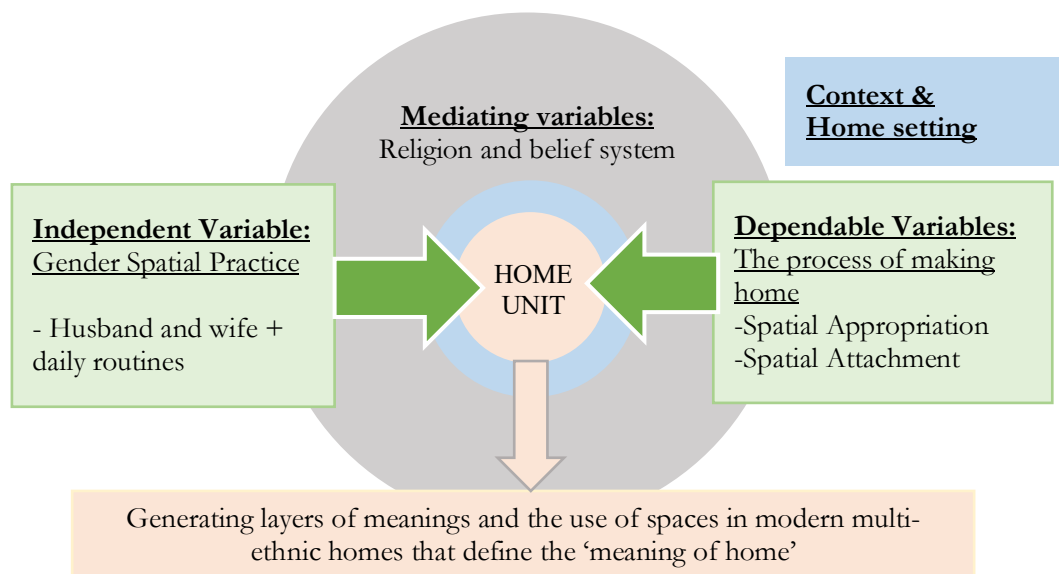 Mediating variables:
Religion and belief system
Context &
Home setting
Independent Variable:
Gender Spatial Practice
- Husband and wife +
daily routines
HOME
UNIT
Dependable Variables:
The process of making
home
-Spatial Appropriation
-Spatial Attachment
Generating layers of meanings and the use of spaces in modern multi-
ethnic homes that define the ‘meaning of home’